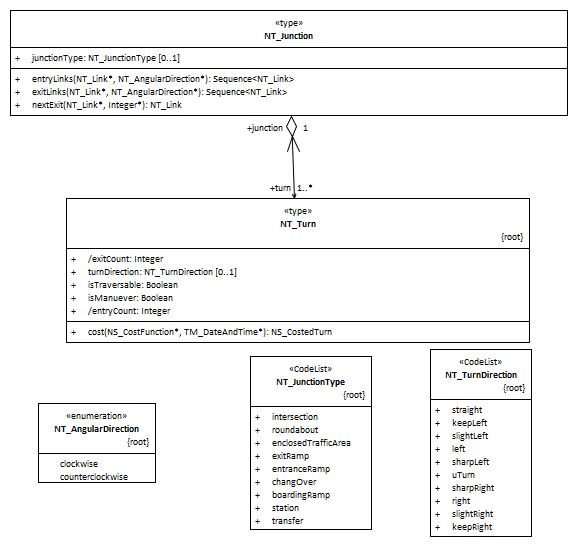 «type»
NT_Junction
+ junctionType: NT_JunctionType [0..1]
+ entryLinks(NT_Link*, NT_AngularDirection*): Sequence<NT_Link>
+ exitLinks(NT_Link*, NT_AngularDirection*): Sequence<NT_Link>
+ nextExit(NT_Link*, Integer*): NT_Link
+junction 1
+turn 1..*
«type»
NT_Turn
{root}
+ /exitCount: Integer
+ turnDirection: NT_TurnDirection [0..1]
+ isTraversable: Boolean
+ isManuever: Boolean
+ /entryCount: Integer
+ cost(NS_CostFunction*, TM_DateAndTime*): NS_CostedTurn
«enumeration»
NT_AngularDirection
{root}
clockwise
counterclockwise
«CodeList»
NT_JunctionType
{root}
+ intersection
+ roundabout
+ enclosedTrafficArea
+ exitRamp
+ entranceRamp
+ changOver
+ boardingRamp
+ station
+ transfer
«CodeList»
NT_TurnDirection
{root}
+ straight
+ keepLeft
+ slightLeft
+ left
+ sharpLeft
+ uTurn
+ sharpRight
+ right
+ slightRight
+ keepRight